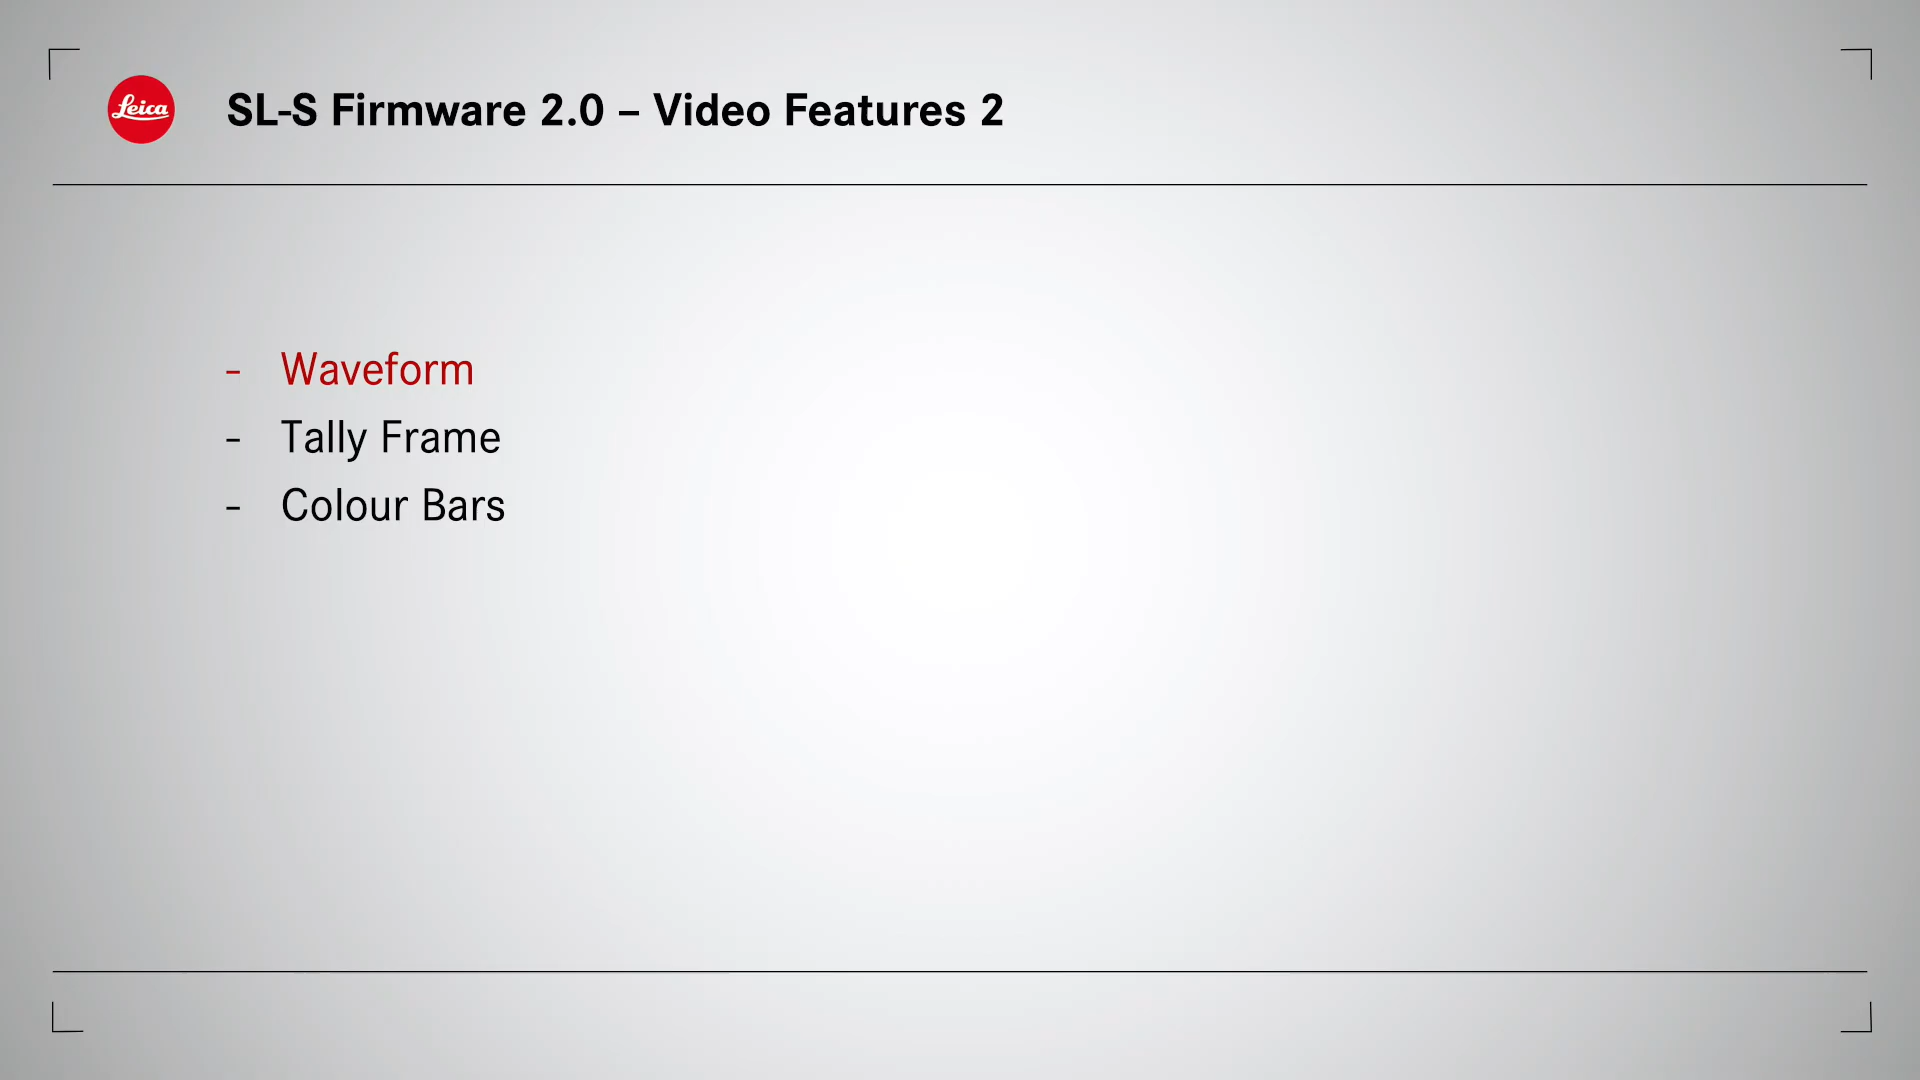 Leica
SL-S Firmware 2.0 – Video Features 2
- Waveform
- Tally Frame
- Colour Bars